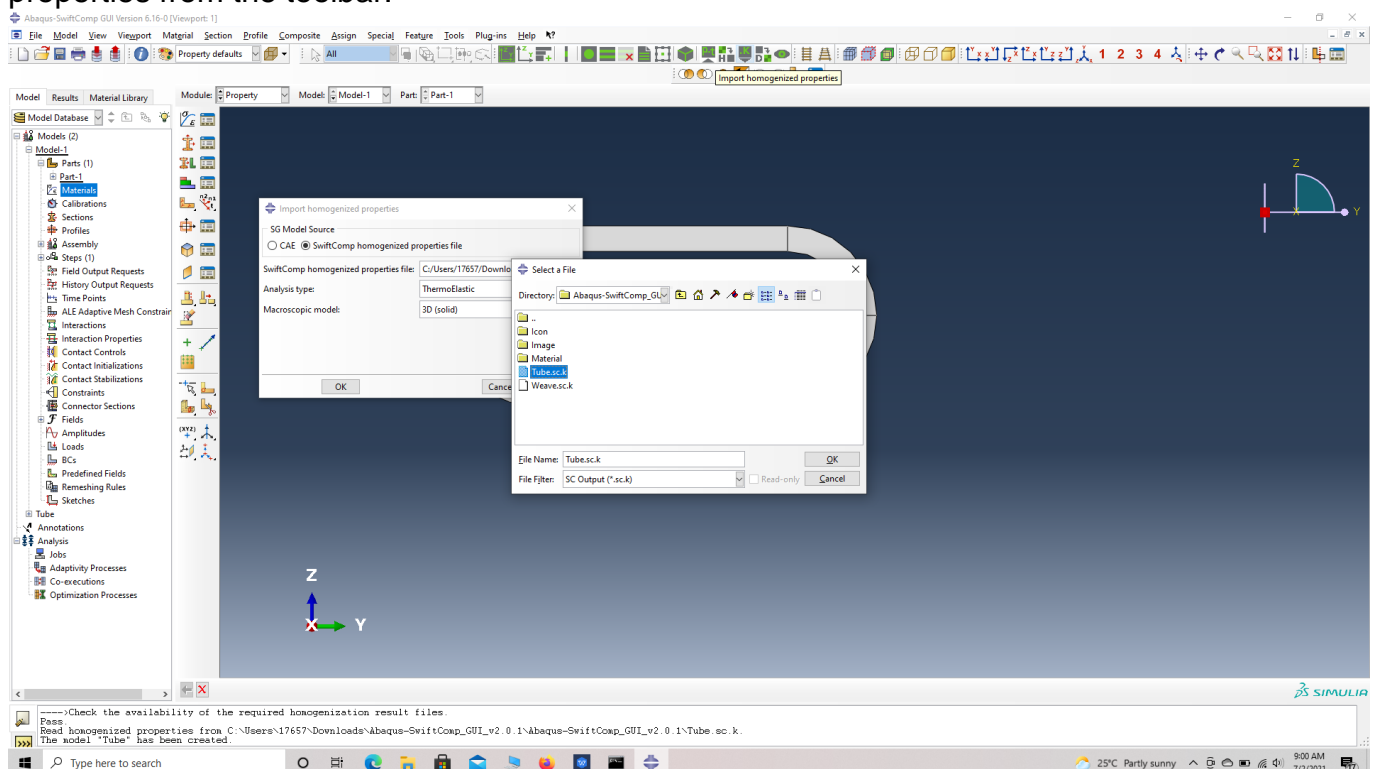 properties from the toolbar.
Abaqus-SwiftComp GUI Version 6.16-0 [Viewport: 1]
File Model View Viewport Material Section Profile Composite Assign Special Feature Tools Plug-ins Help
Property defaults All 1 2 3 4
Import homogenized properties
Model Results Material Library Module: Property Model: Model-1 Part: Part-1
Model Database
Models (2)
Model-1
Parts (1)
Part-1
Materials
Calibrations
Sections
Profiles
Assembly
Steps (1)
Field Output Requests
History Output Requests
Time Points
ALE Adaptive Mesh Constrain
Interactions
Interaction Properties
Contact Controls
Contact Initializations
Contact Stabilizations
Constraints
Connector Sections
Fields
Amplitudes
Loads
BCs
Predefined Fields
Remeshing Rules
Sketches
Tube
Annotations
Analysis
Jobs
Adaptivity Processes
Co-executions
Optimization Processes
Import homogenized properties
SG Model Source
CAE SwiftComp homogenized properties file
SwiftComp homogenized properties file: C:/Users/17657/Downlo
Analysis type: ThermoElastic
Macroscopic model: 3D (solid)
OK Cance
Select a File
Directory: Abaqus-SwiftComp_GU
..
Icon
Image
Material
Tube.sc.k
Weave.sc.k
File Name: Tube.sc.k OK
File Filter: SC Output (*.sc.k) Read-only Cancel
Z
Y
X
Z
X Y
SIMULIA
---->Check the availability of the required homogenization result files.
Pass.
Read homogenized properties from C:\Users\17657\Downloads\Abaqus-SwiftComp_GUI_v2.0.1\Abaqus-SwiftComp_GUI_v2.0.1\Tube.sc.k.
The model "Tube" has been created.
Type here to search
25°C Partly sunny
9:00 AM
7/2/2021